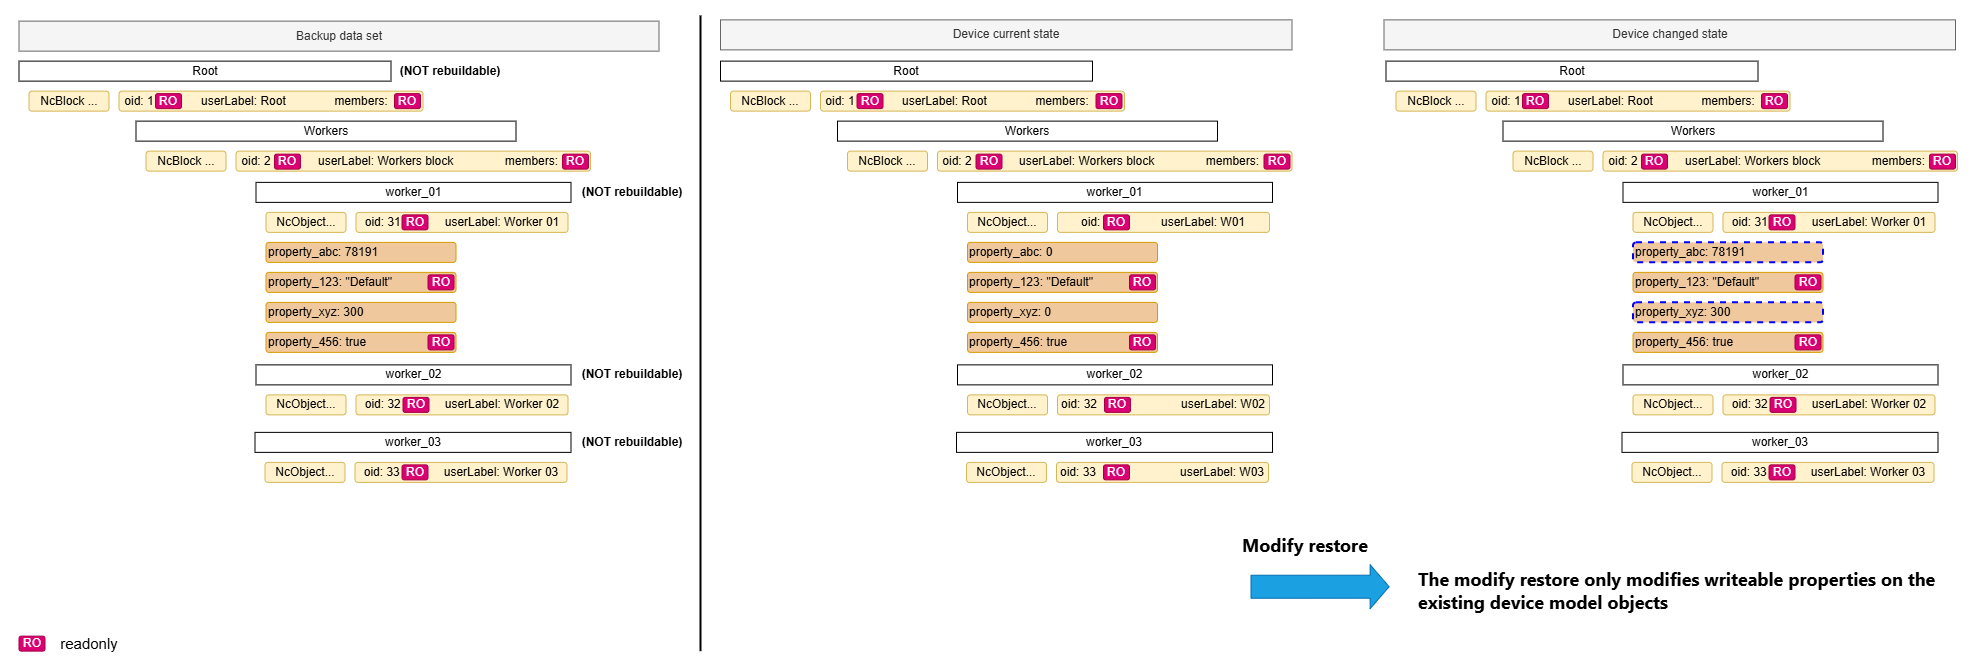 Backup data set
Root (NOT rebuildable)
NcBlock ... oid: 1 RO userLabel: Root members: RO
Workers
NcBlock ... oid: 2 RO userLabel: Workers block members: RO
worker_01 (NOT rebuildable)
NcObject... oid: 31 RO userLabel: Worker 01
property_abc: 78191
property_123: "Default" RO
property_xyz: 300
property_456: true RO
worker_02 (NOT rebuildable)
NcObject... oid: 32 RO userLabel: Worker 02
worker_03 (NOT rebuildable)
NcObject... oid: 33 RO userLabel: Worker 03
RO readonly
Device current state
Root
NcBlock ... oid: 1 RO userLabel: Root members: RO
Workers
NcBlock ... oid: 2 RO userLabel: Workers block members: RO
worker_01
NcObject... oid: RO userLabel: W01
property_abc: 0
property_123: "Default" RO
property_xyz: 0
property_456: true RO
worker_02
NcObject... oid: 32 RO userLabel: W02
worker_03
NcObject... oid: 33 RO userLabel: W03
Device changed state
Root
NcBlock ... oid: 1 RO userLabel: Root members: RO
Workers
NcBlock ... oid: 2 RO userLabel: Workers block members: RO
worker_01
NcObject... oid: 31 RO userLabel: Worker 01
property_abc: 78191
property_123: "Default" RO
property_xyz: 300
property_456: true RO
worker_02
NcObject... oid: 32 RO userLabel: Worker 02
worker_03
NcObject... oid: 33 RO userLabel: Worker 03
Modify restore
The modify restore only modifies writeable properties on the
existing device model objects